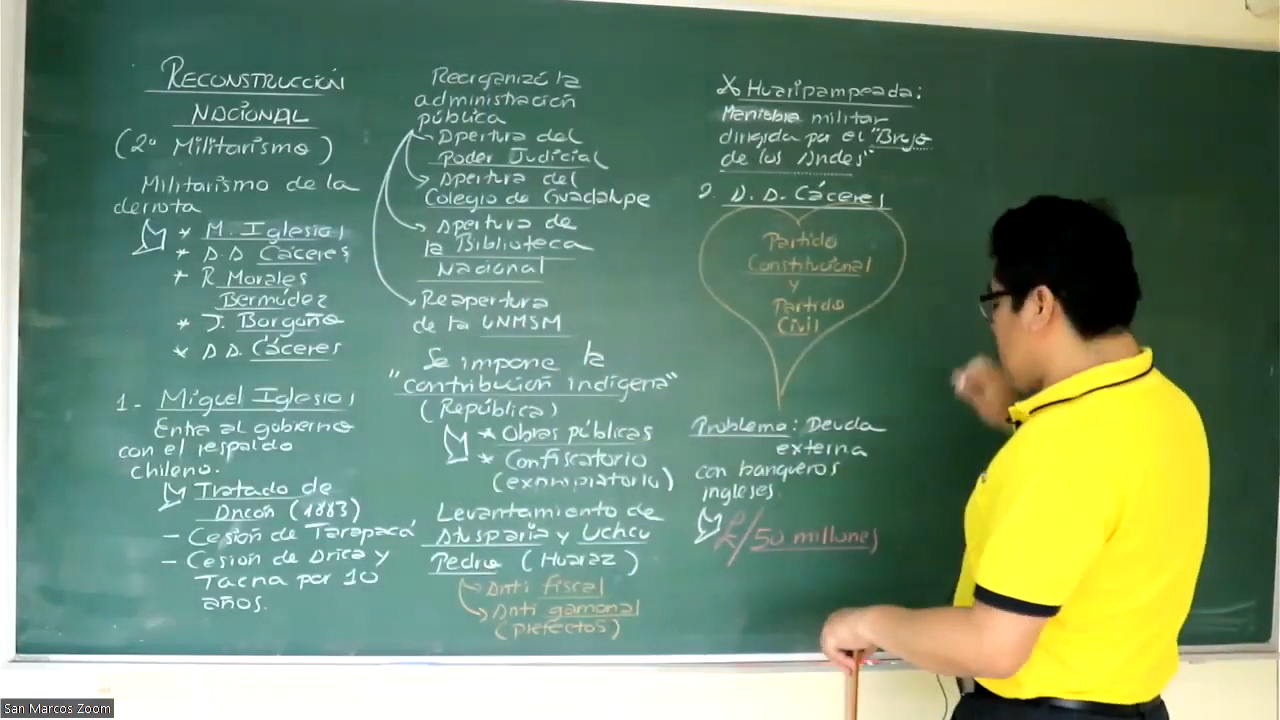 RECONSTRUCCIÓN
NACIONAL
(2º Militarismo)
Militarismo de la
derrota
* M. Iglesias
* A.A Cáceres
* R Morales
Bermúdez
* J. Borgoño
* A A. Cáceres
1- Miguel Iglesias
Entra al gobierno
con el respaldo
chileno.
Tratado de
Ancón (1883)
- Cesión de Tarapacá
- Cesión de Arica y
Tacna por 10
años.
Reorganizó la
administración
pública
Apertura del
Poder Judicial
Apertura del
Colegio de Guadalupe
Apertura de
la Biblioteca
Nacional
Reapertura
de la UNMSM
Se impone la
"contribución indígena"
(República)
* Obras públicas
* Confiscatorio
(expropiatorio)
Levantamiento de
Atusparia y Uchcu
Pedro (Huaraz)
Anti fiscal
Anti gamonal
(prefectos)
* Huaripampeada:
Maniobra militar
dirigida por el "Brujo
de los Andes"
2. A. A. Cáceres
Partido
Constitucional
y
Partido
Civil
Problema: Deuda
externa
con banqueros
ingleses.
£/50 millones
San Marcos Zoom